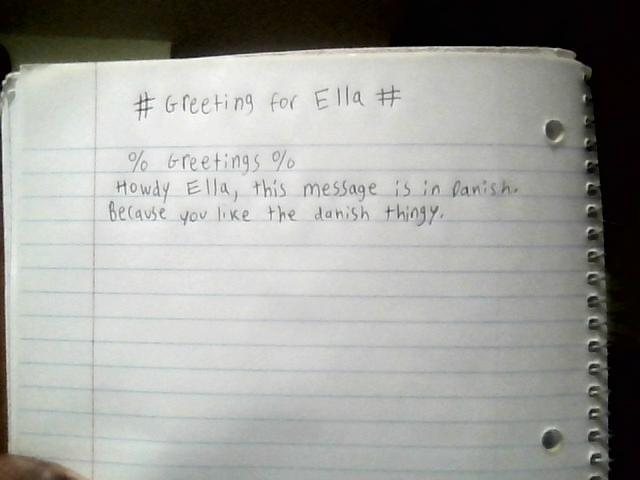 # Greeting for Ella #
% Greetings %
Howdy Ella, this message is in Danish.
Because you like the danish thingy.